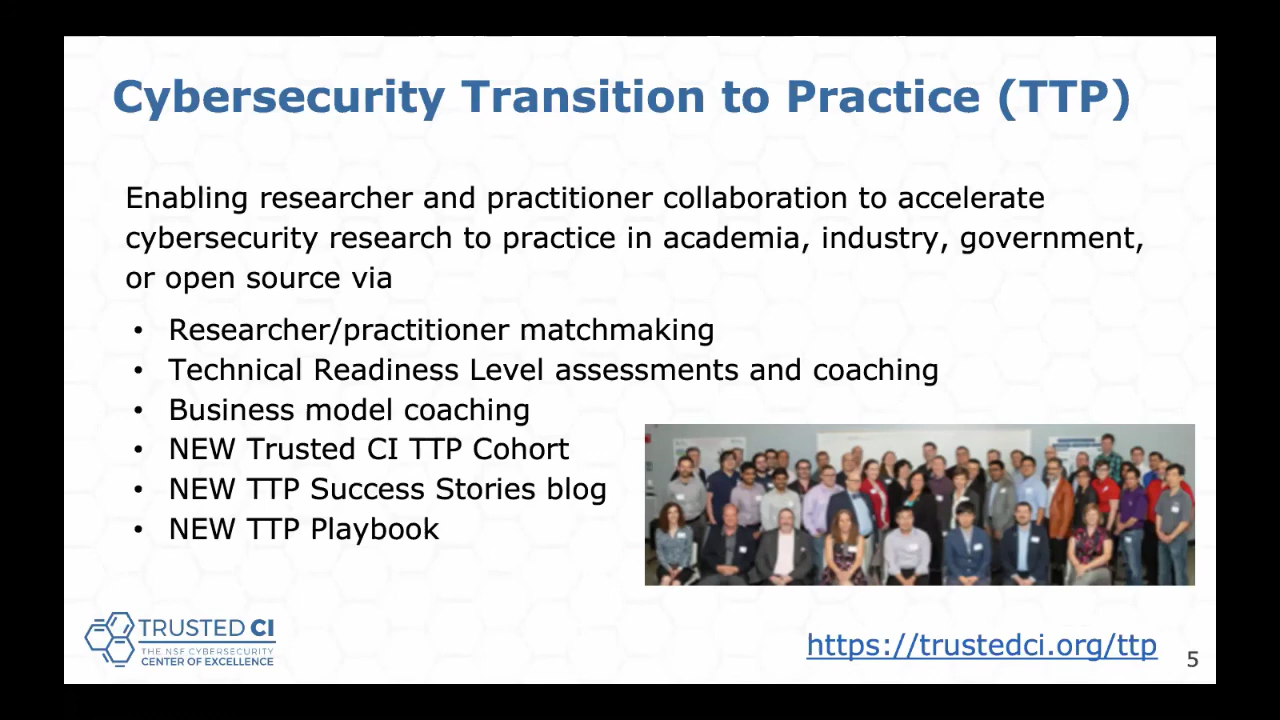 Cybersecurity Transition to Practice (TTP)
Enabling researcher and practitioner collaboration to accelerate
cybersecurity research to practice in academia, industry, government,
or open source via
• Researcher/practitioner matchmaking
• Technical Readiness Level assessments and coaching
• Business model coaching
• NEW Trusted CI TTP Cohort
• NEW TTP Success Stories blog
• NEW TTP Playbook
TRUSTED CI
THE NSF CYBERSECURITY
CENTER OF EXCELLENCE
https://trustedci.org/ttp
5